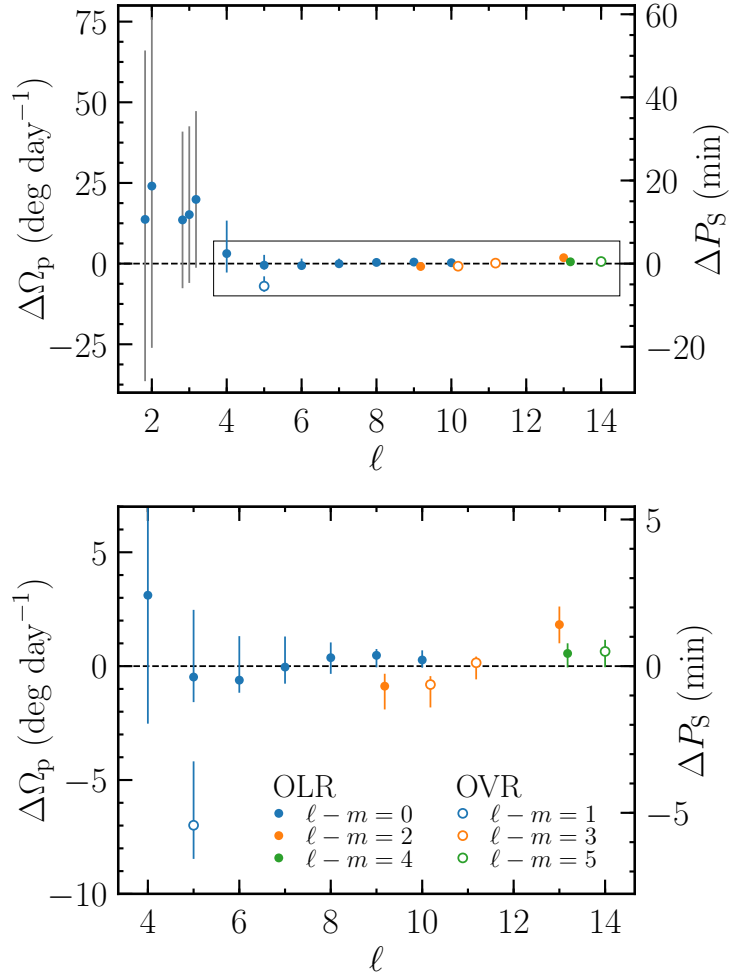 75
50
25
0
−25
ΔΩp (deg day⁻¹)
60
40
20
0
−20
ΔPS (min)
2 4 6 8 10 12 14
ℓ
5
0
−5
−10
ΔΩp (deg day⁻¹)
5
0
−5
ΔPS (min)
OLR OVR
ℓ − m = 0 ℓ − m = 1
ℓ − m = 2 ℓ − m = 3
ℓ − m = 4 ℓ − m = 5
4 6 8 10 12 14
ℓ